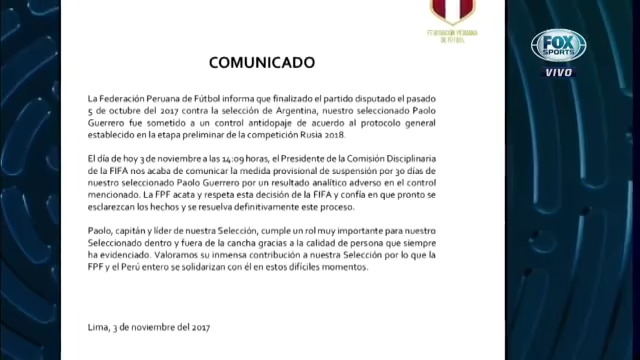 FEDERACIÓN PERUANA
DE FÚTBOL
FOX
SPORTS
VIVO
COMUNICADO
La Federación Peruana de Fútbol informa que finalizado el partido disputado el pasado
5 de octubre del 2017 contra la selección de Argentina, nuestro seleccionado Paolo
Guerrero fue sometido a un control antidopaje de acuerdo al protocolo general
establecido en la etapa preliminar de la competición Rusia 2018.
El día de hoy 3 de noviembre a las 14:09 horas, el Presidente de la Comisión Disciplinaria
de la FIFA nos acaba de comunicar la medida provisional de suspensión por 30 días de
nuestro seleccionado Paolo Guerrero por un resultado analítico adverso en el control
mencionado. La FPF acata y respeta esta decisión de la FIFA y confía en que pronto se
esclarezcan los hechos y se resuelva definitivamente este proceso.
Paolo, capitán y líder de nuestra Selección, cumple un rol muy importante para nuestro
Seleccionado dentro y fuera de la cancha gracias a la calidad de persona que siempre
ha evidenciado. Valoramos su inmensa contribución a nuestra Selección por lo que la
FPF y el Perú entero se solidarizan con él en estos difíciles momentos.
Lima, 3 de noviembre del 2017